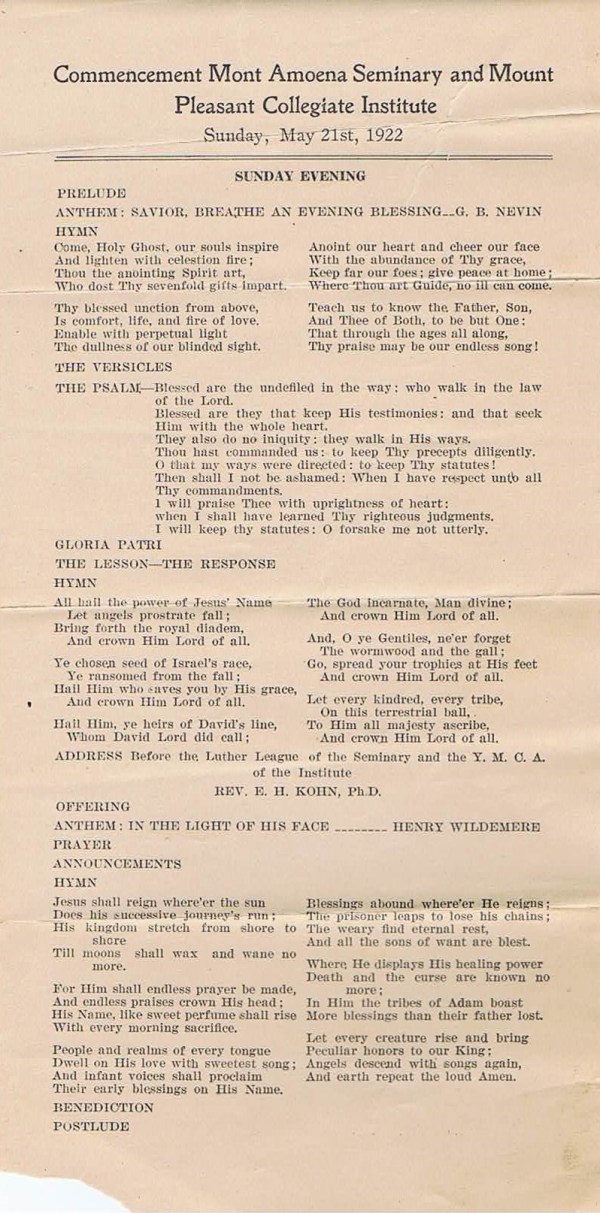 Commencement Mont Amoena Seminary and Mount
Pleasant Collegiate Institute
Sunday, May 21st, 1922
SUNDAY EVENING
PRELUDE
ANTHEM: SAVIOR, BREATHE AN EVENING BLESSING__G. B. NEVIN
HYMN
Come, Holy Ghost, our souls inspire
And lighten with celestion fire;
Thou the anointing Spirit art,
Who dost Thy sevenfold gifts impart.
Thy blessed unction from above,
Is comfort, life, and fire of love.
Enable with perpetual light
The dullness of our blinded sight.
Anoint our heart and cheer our face
With the abundance of Thy grace,
Keep far our foes; give peace at home;
Where Thou art Guide, no ill can come.
Teach us to know the Father, Son,
And Thee of Both, to be but One:
That through the ages all along,
Thy praise may be our endless song!
THE VERSICLES
THE PSALM—Blessed are the undefiled in the way: who walk in the law
of the Lord.
Blessed are they that keep His testimonies: and that seek
Him with the whole heart.
They also do no iniquity: they walk in His ways.
Thou hast commanded us: to keep Thy precepts diligently.
O that my ways were directed: to keep Thy statutes!
Then shall I not be ashamed: When I have respect unto all
Thy commandments.
I will praise Thee with uprightness of heart:
when I shall have learned Thy righteous judgments.
I will keep thy statutes: O forsake me not utterly.
GLORIA PATRI
THE LESSON—THE RESPONSE
HYMN
All hail the power of Jesus' Name
Let angels prostrate fall;
Bring forth the royal diadem,
And crown Him Lord of all.
Ye chosen seed of Israel's race,
Ye ransomed from the fall;
Hail Him who saves you by His grace,
And crown Him Lord of all.
Hail Him, ye heirs of David's line,
Whom David Lord did call;
The God incarnate, Man divine;
And crown Him Lord of all.
And, O ye Gentiles, ne'er forget
The wormwood and the gall;
Go, spread your trophies at His feet
And crown Him Lord of all.
Let every kindred, every tribe,
On this terrestrial ball,
To Him all majesty ascribe,
And crown Him Lord of all.
ADDRESS Before the Luther League of the Seminary and the Y. M. C. A.
of the Institute
REV. E. H. KOHN, Ph.D.
OFFERING
ANTHEM: IN THE LIGHT OF HIS FACE ________ HENRY WILDEMERE
PRAYER
ANNOUNCEMENTS
HYMN
Jesus shall reign where'er the sun
Does his successive journey's run;
His kingdom stretch from shore to
shore
Till moons shall wax and wane no
more.
For Him shall endless prayer be made,
And endless praises crown His head;
His Name, like sweet perfume shall rise
With every morning sacrifice.
People and realms of every tongue
Dwell on His love with sweetest song;
And infant voices shall proclaim
Their early blessings on His Name.
Blessings abound where'er He reigns;
The prisoner leaps to lose his chains;
The weary find eternal rest,
And all the sons of want are blest.
Where He displays His healing power
Death and the curse are known no
more;
In Him the tribes of Adam boast
More blessings than their father lost.
Let every creature rise and bring
Peculiar honors to our King;
Angels descend with songs again,
And earth repeat the loud Amen.
BENEDICTION
POSTLUDE